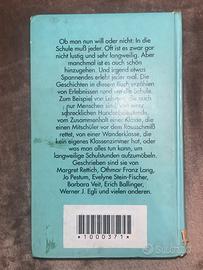 Ob man nun will oder nicht: In die
Schule muß jeder. Oft ist es zwar gar
nicht lustig und sehr langweilig. Aber
manchmal ist es auch schön
hinzugehen. Und irgend etwas
Spannendes erlebt jeder mal. Die
Geschichten in diesem Buch erzählen
von Erlebnissen rund um die Schule.
Zum Beispiel von Lehrern, die auch
nur Menschen sind, von
schrecklichen Handarbeitsstunden,
vom Zusammenhalt einer Klasse, die
einen Mitschüler vor dem Rausschmiß
rettet, von einer Wanderklasse, die
kein eigenes Klassenzimmer hat, oder
was man alles tun kann, um
langweilige Schulstunden aufzumöbeln.
Geschrieben sind sie von
Margret Rettich, Othmar Franz Lang,
Jo Pestum, Evelyne Stein-Fischer,
Barbara Veit, Erich Ballinger,
Werner J. Egli und vielen anderen.
*1000371*
subito